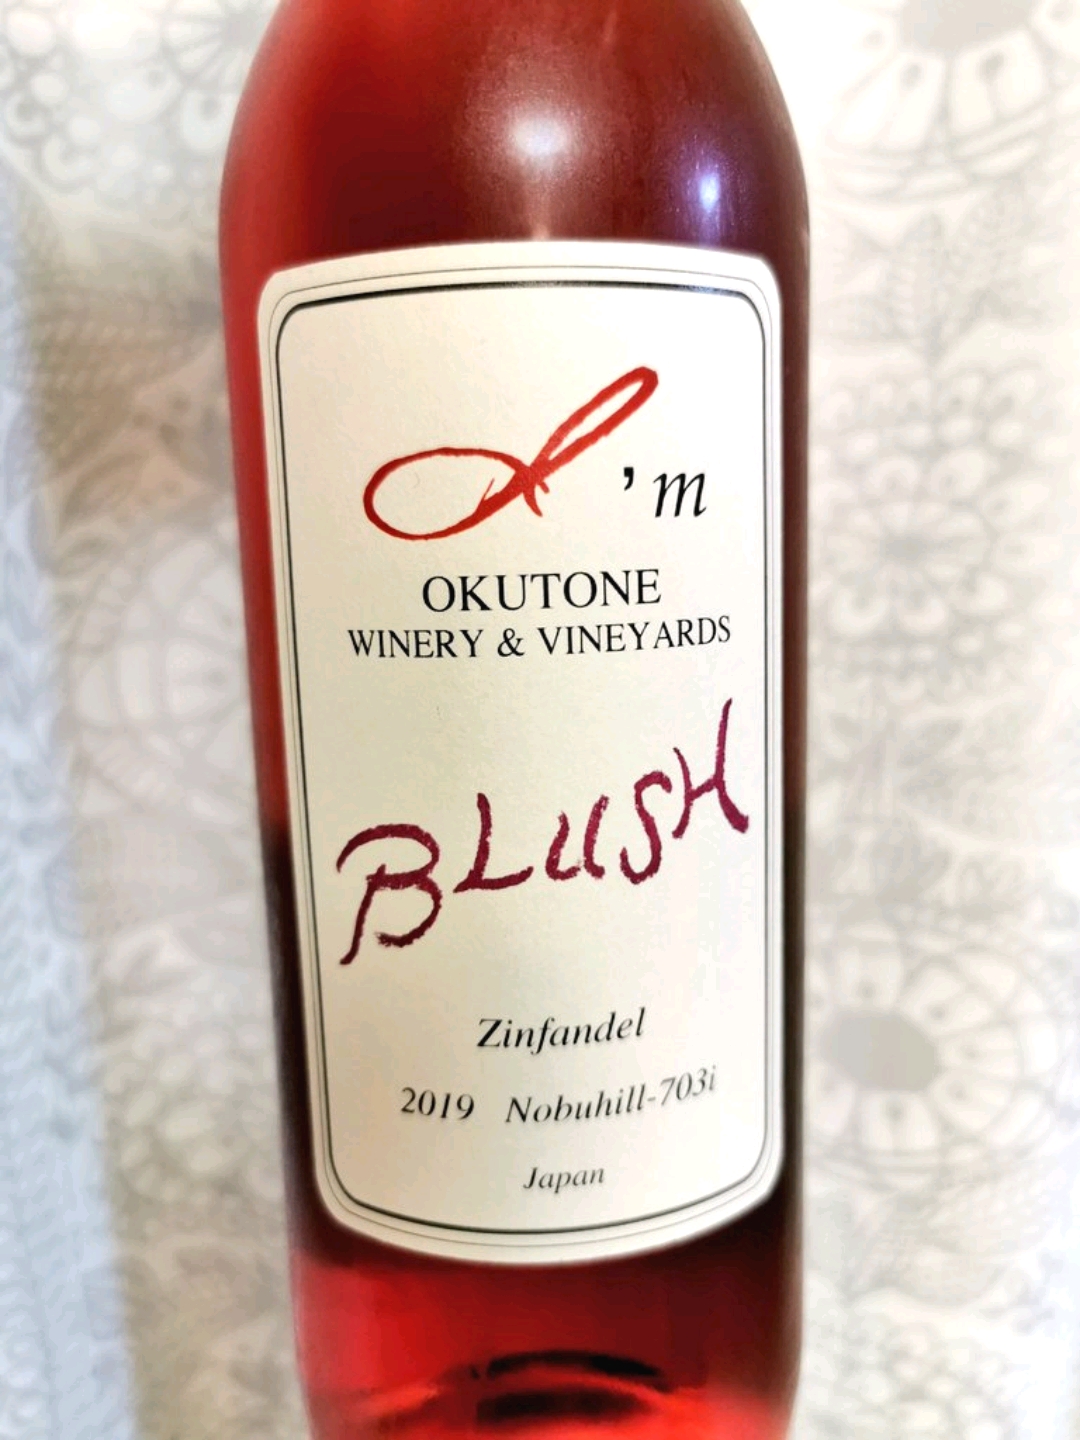 I'm
OKUTONE
WINERY & VINEYARDS
BLUSH
Zinfandel
2019 Nobuhill-703i
Japan